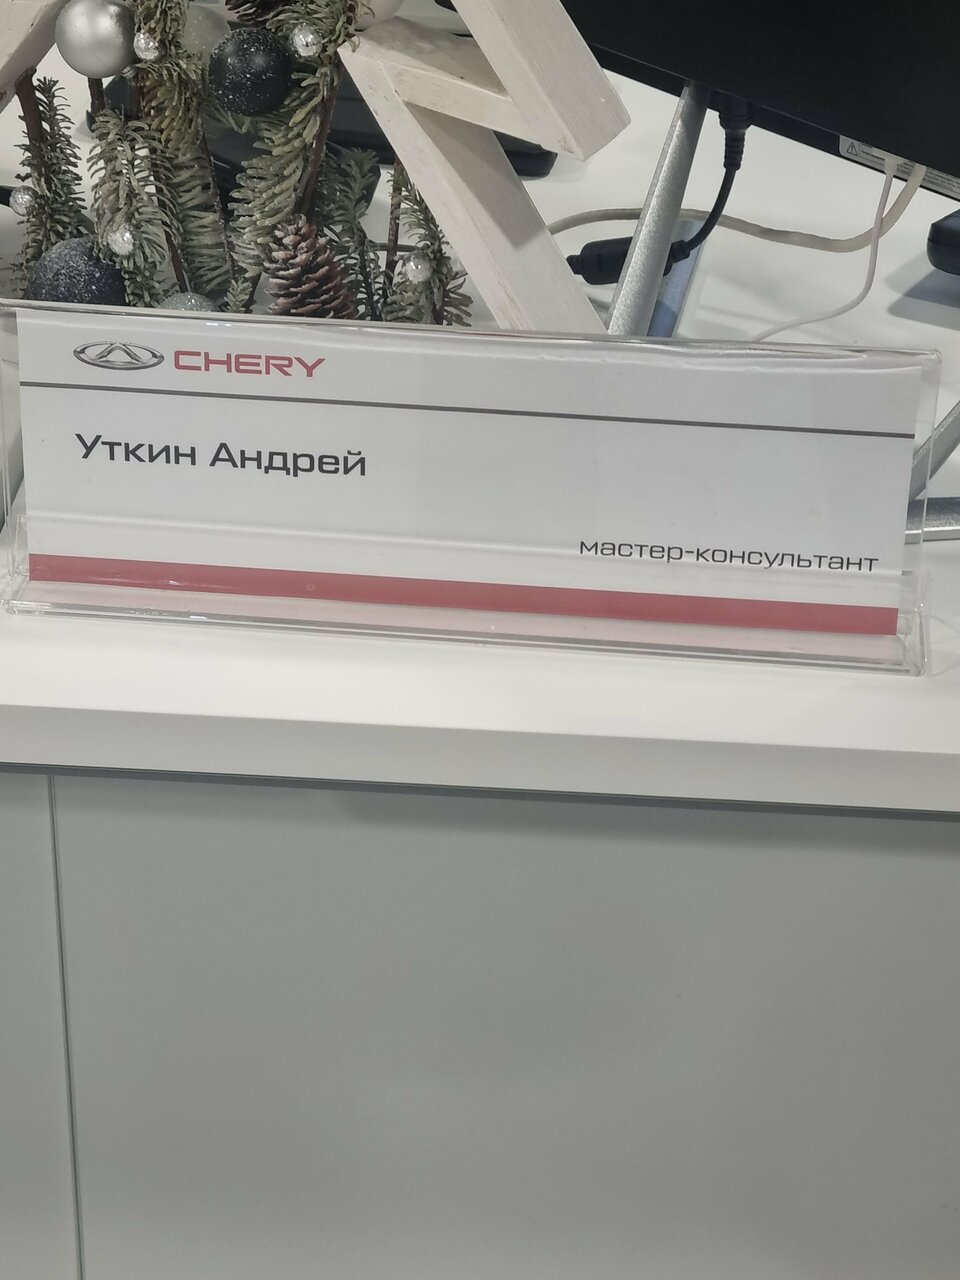 CHERY
Уткин Андрей
мастер-консультант